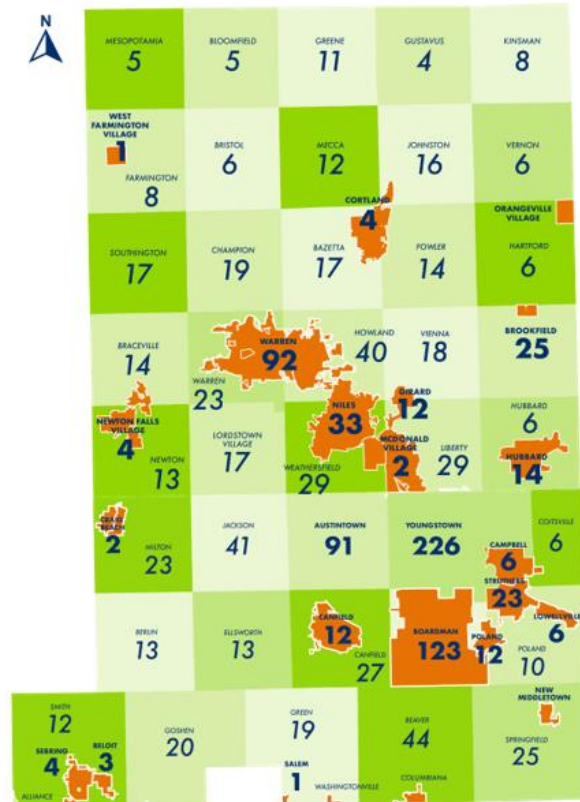 N
MESOPOTAMIA
5
BLOOMFIELD
5
GREENE
11
GUSTAVUS
4
KINSMAN
8
WEST
FARMINGTON
VILLAGE
1
FARMINGTON
8
BRISTOL
6
MECCA
12
JOHNSTON
16
VERNON
6
CORTLAND
4
ORANGEVILLE
VILLAGE
SOUTHINGTON
17
CHAMPION
19
BAZETTA
17
FOWLER
14
HARTFORD
6
BRACEVILLE
14
WARREN
92
WARREN
23
HOWLAND
40
VIENNA
18
BROOKFIELD
25
NEWTON FALLS
VILLAGE
4
NEWTON
13
LORDSTOWN
VILLAGE
17
NILES
33
WEATHERSFIELD
29
GIRARD
12
MCDONALD
VILLAGE
2
LIBERTY
29
HUBBARD
6
HUBBARD
14
CRAIG
BEACH
2
MILTON
23
JACKSON
41
AUSTINTOWN
91
YOUNGSTOWN
226
COITSVILLE
6
CAMPBELL
6
STRUTHERS
23
LOWELLVILLE
6
BERLIN
13
ELLSWORTH
13
CANFIELD
12
CANFIELD
27
BOARDMAN
123
POLAND
12
POLAND
10
SMITH
12
SEBRING
4
BELOIT
3
ALLIANCE
GOSHEN
20
GREEN
19
SALEM
1
WASHINGTONVILLE
BEAVER
44
COLUMBIANA
NEW
MIDDLETOWN
SPRINGFIELD
25